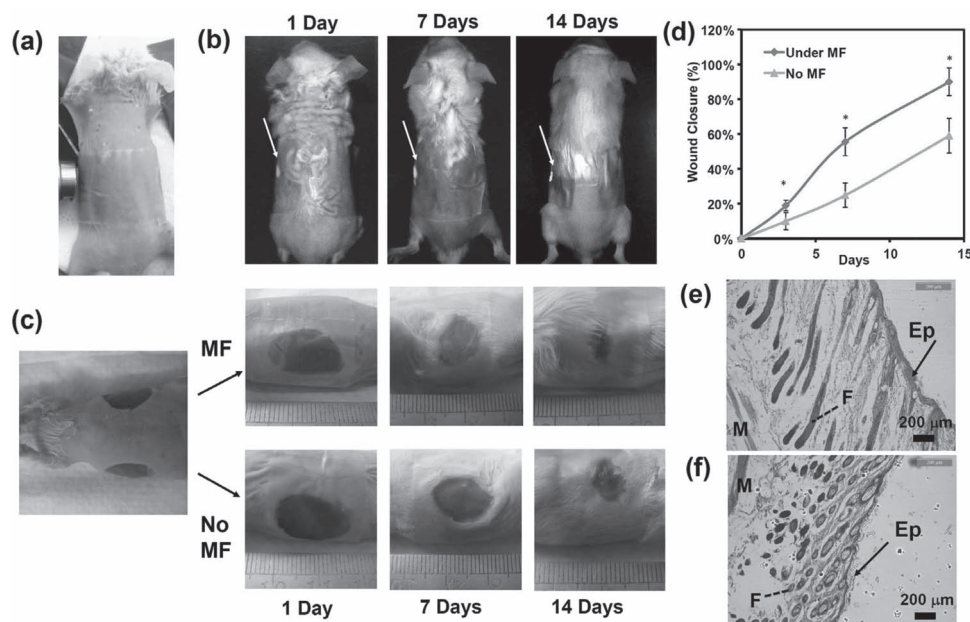 (a)
(b)
1 Day
7 Days
14 Days
(c)
MF
No
MF
1 Day
7 Days
14 Days
(d)
120%
100%
80%
60%
40%
20%
0%
Wound Closure (%)
Under MF
No MF
*
*
*
0
5
10
15
Days
(e)
Ep
F
M
200 µm
(f)
M
Ep
F
200 µm